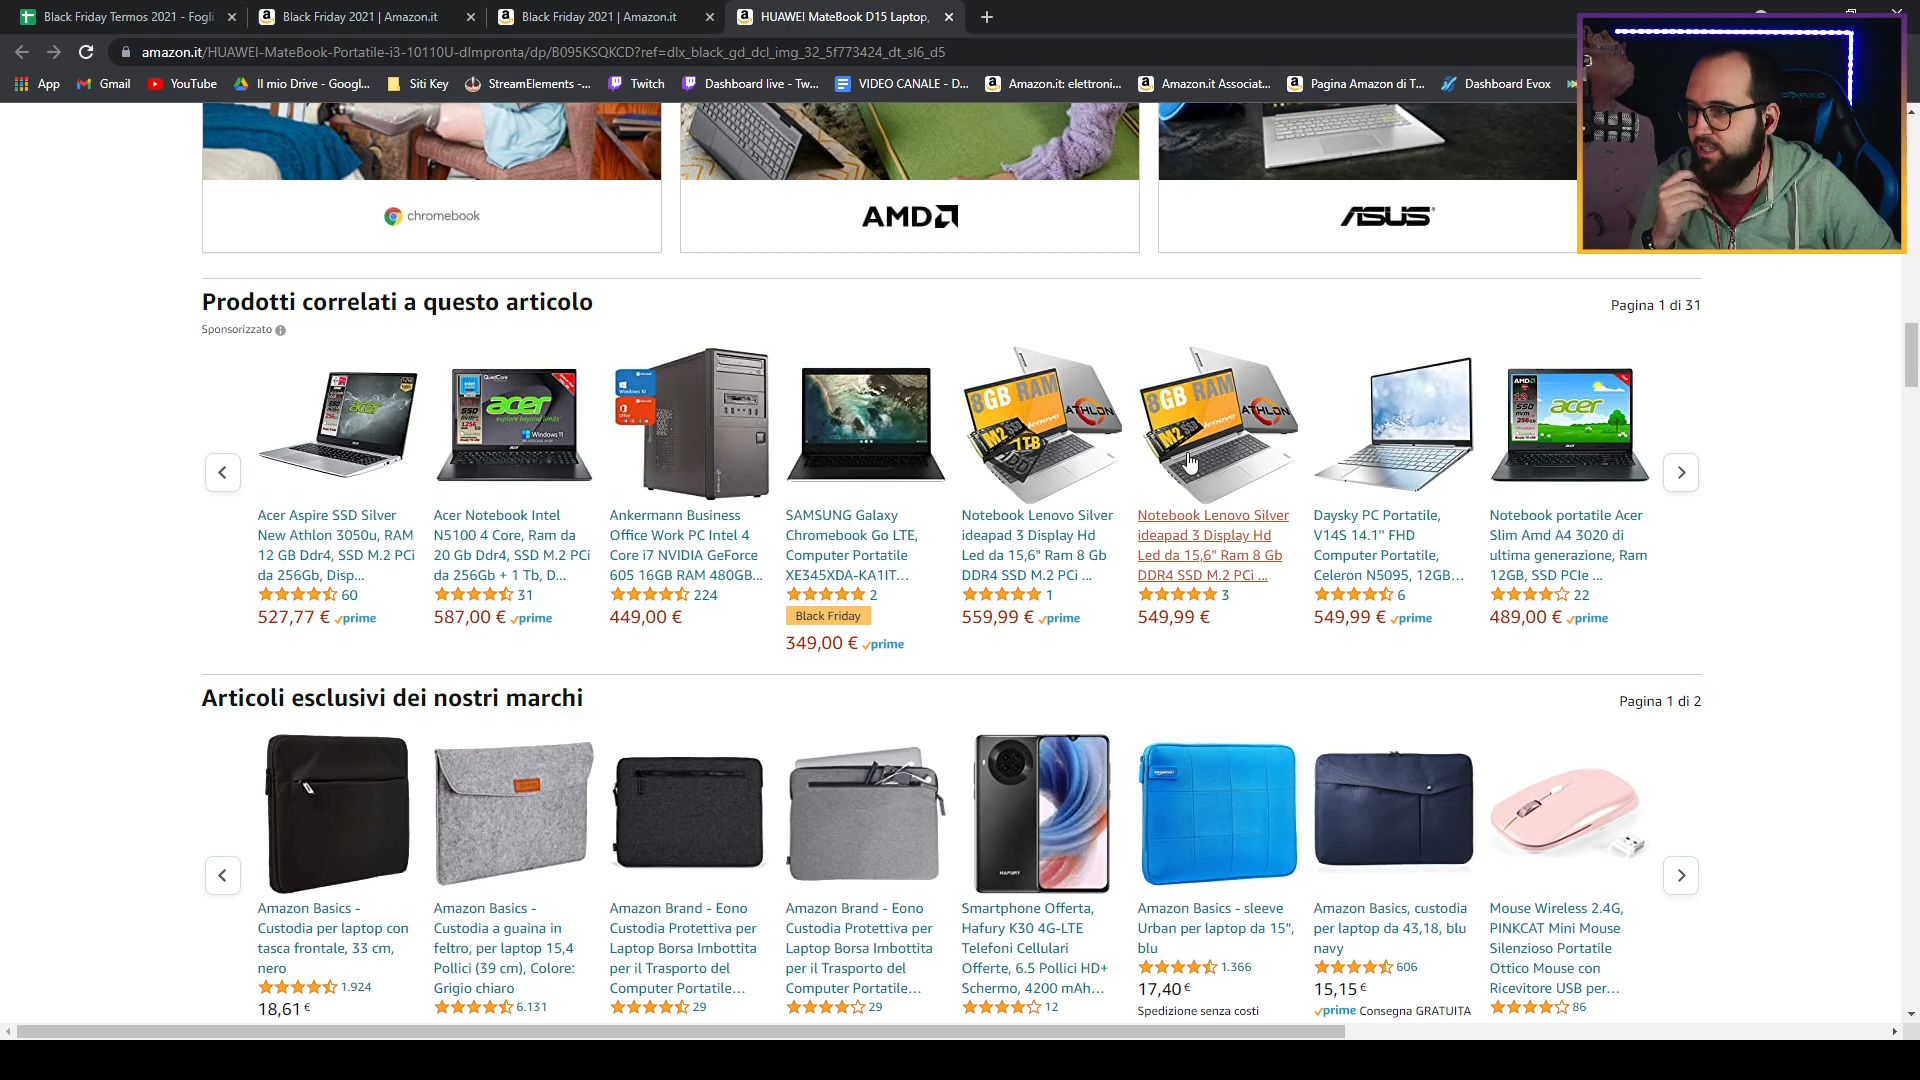 Black Friday Termos 2021 - Fogli
Black Friday 2021 | Amazon.it
Black Friday 2021 | Amazon.it
HUAWEI MateBook D15 Laptop,
amazon.it/HUAWEI-MateBook-Portatile-i3-10110U-dImpronta/dp/B095KSQKCD?ref=dlx_black_gd_dcl_img_32_5f773424_dt_sl6_d5
App
Gmail
YouTube
Il mio Drive - Googl...
Siti Key
StreamElements -...
Twitch
Dashboard live - Tw...
VIDEO CANALE - D...
Amazon.it: elettroni...
Amazon.it Associat...
Pagina Amazon di T...
Dashboard Evox
chromebook
AMD
ASUS
Prodotti correlati a questo articolo
Pagina 1 di 31
Sponsorizzato
Acer Aspire SSD Silver
New Athlon 3050u, RAM
12 GB Ddr4, SSD M.2 PCi
da 256Gb, Disp...
60
527,77 € prime
Acer Notebook Intel
N5100 4 Core, Ram da
20 Gb Ddr4, SSD M.2 PCi
da 256Gb + 1 Tb, D...
31
587,00 € prime
Ankermann Business
Office Work PC Intel 4
Core i7 NVIDIA GeForce
605 16GB RAM 480GB...
224
449,00 €
SAMSUNG Galaxy
Chromebook Go LTE,
Computer Portatile
XE345XDA-KA1IT...
2
Black Friday
349,00 € prime
8GB RAM
ATHLON
M2 SSD
1TB
lenovo
Notebook Lenovo Silver
ideapad 3 Display Hd
Led da 15,6" Ram 8 Gb
DDR4 SSD M.2 PCi ...
1
559,99 € prime
8GB RAM
ATHLON
M2 SSD
lenovo
Notebook Lenovo Silver
ideapad 3 Display Hd
Led da 15,6" Ram 8 Gb
DDR4 SSD M.2 PCi ...
3
549,99 €
Daysky PC Portatile,
V14S 14.1'' FHD
Computer Portatile,
Celeron N5095, 12GB...
6
549,99 € prime
Notebook portatile Acer
Slim Amd A4 3020 di
ultima generazione, Ram
12GB, SSD PCIe ...
22
489,00 € prime
Articoli esclusivi dei nostri marchi
Pagina 1 di 2
Amazon Basics -
Custodia per laptop con
tasca frontale, 33 cm,
nero
1.924
18,61 €
Amazon Basics -
Custodia a guaina in
feltro, per laptop 15,4
Pollici (39 cm), Colore:
Grigio chiaro
6.131
Amazon Brand - Eono
Custodia Protettiva per
Laptop Borsa Imbottita
per il Trasporto del
Computer Portatile...
29
Amazon Brand - Eono
Custodia Protettiva per
Laptop Borsa Imbottita
per il Trasporto del
Computer Portatile...
29
HAFURY
Smartphone Offerta,
Hafury K30 4G-LTE
Telefoni Cellulari
Offerte, 6.5 Pollici HD+
Schermo, 4200 mAh...
12
Amazon Basics - sleeve
Urban per laptop da 15",
blu
1.366
17,40 €
Spedizione senza costi
Amazon Basics, custodia
per laptop da 43,18, blu
navy
606
15,15 €
prime Consegna GRATUITA
Mouse Wireless 2.4G,
PINKCAT Mini Mouse
Silenzioso Portatile
Ottico Mouse con
Ricevitore USB per...
86